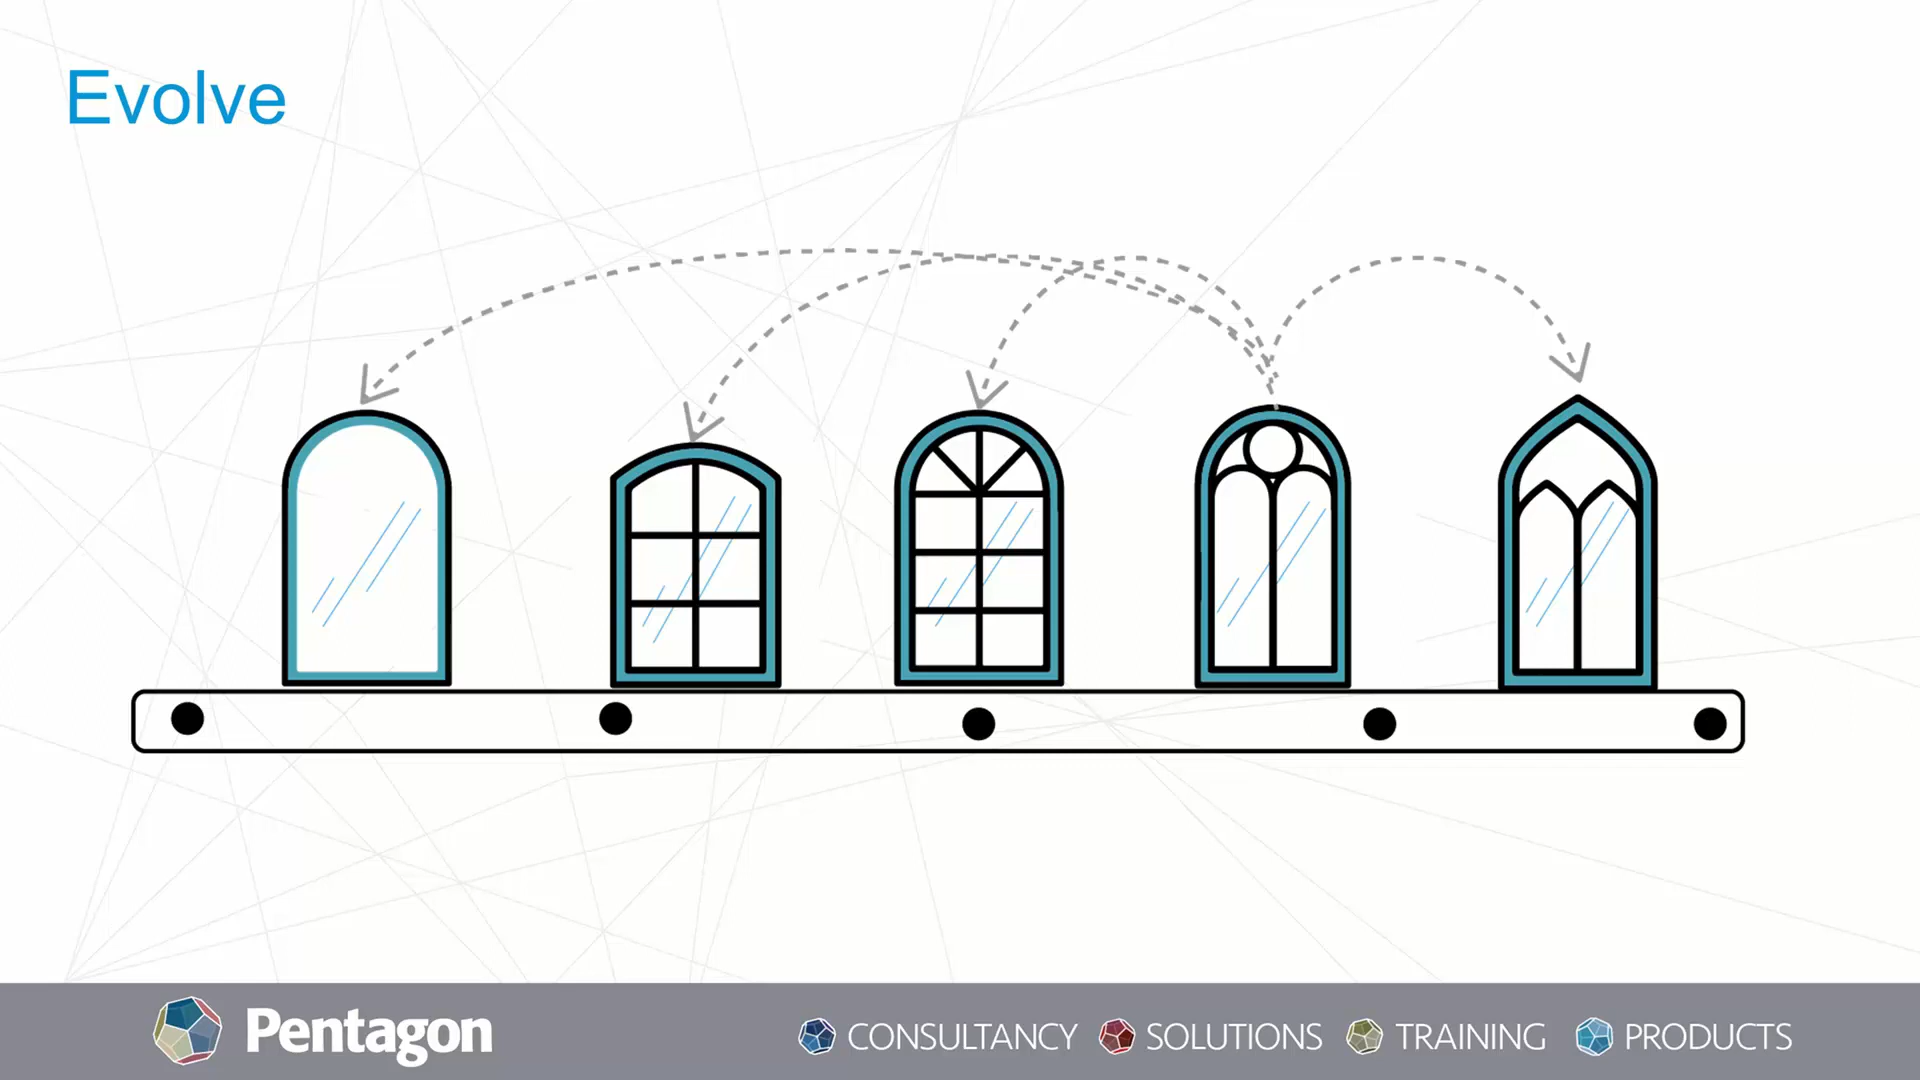 Evolve
Pentagon
CONSULTANCY
SOLUTIONS
TRAINING
PRODUCTS